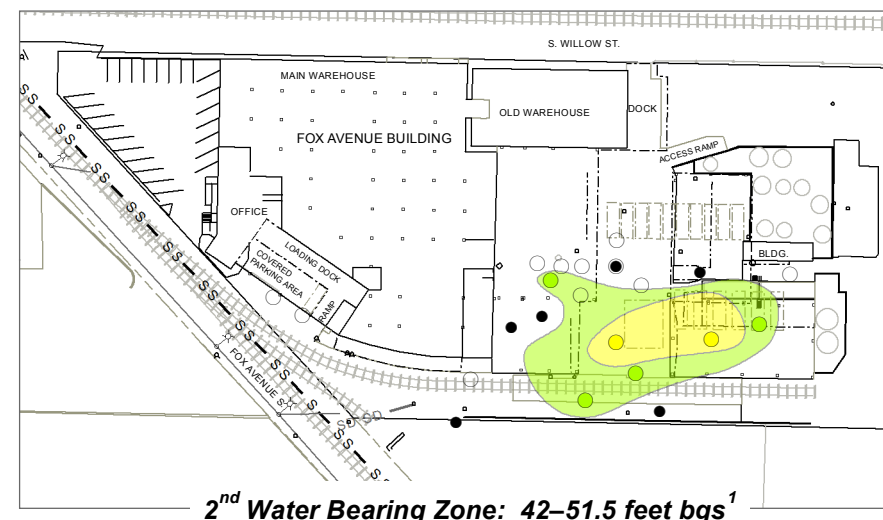 S. WILLOW ST.
MAIN WAREHOUSE
OLD WAREHOUSE
DOCK
FOX AVENUE BUILDING
ACCESS RAMP
OFFICE
LOADING DOCK
COVERED
PARKING AREA
RAMP
BLDG.
FOX AVENUE S.
S S S S S S S S S S S S S S S S S S
SD
2nd Water Bearing Zone: 42–51.5 feet bgs1